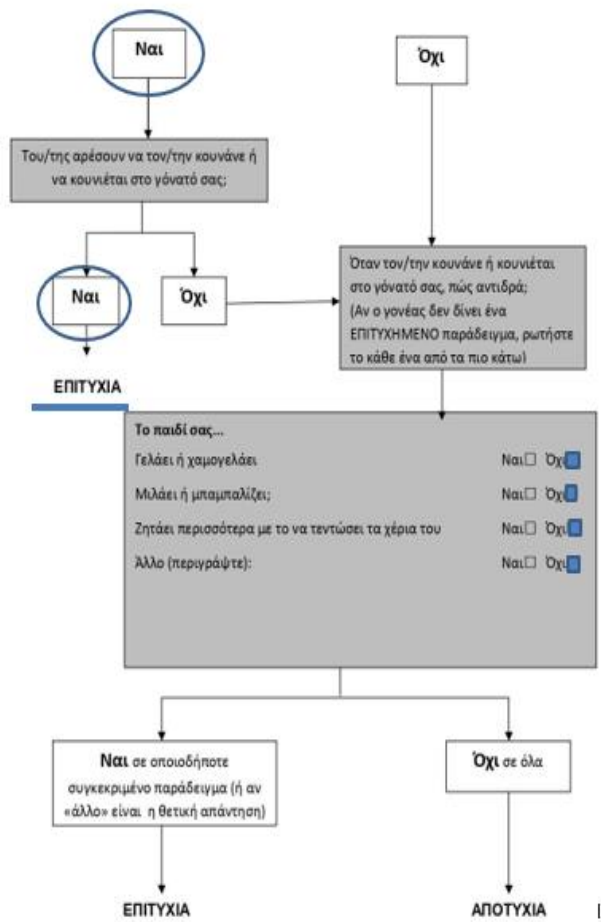 Ναι
Όχι
Του/της αρέσουν να τον/την κουνάνε ή
να κουνιέται στο γόνατό σας;
Ναι
Όχι
Όταν τον/την κουνάνε ή κουνιέται
στο γόνατό σας, πώς αντιδρά;
(Αν ο γονέας δεν δίνει ένα
ΕΠΙΤΥΧΗΜΕΝΟ παράδειγμα, ρωτήστε
το κάθε ένα από τα πιο κάτω)
ΕΠΙΤΥΧΙΑ
Το παιδί σας...
Γελάει ή χαμογελάει Ναι☐ Όχι
Μιλάει ή μπαμπαλίζει; Ναι☐ Όχι
Ζητάει περισσότερα με το να τεντώσει τα χέρια του Ναι☐ Όχι
Άλλο (περιγράψτε): Ναι☐ Όχι
Ναι σε οποιοδήποτε
συγκεκριμένο παράδειγμα (ή αν
«άλλο» είναι η θετική απάντηση)
Όχι σε όλα
ΕΠΙΤΥΧΙΑ
ΑΠΟΤΥΧΙΑ